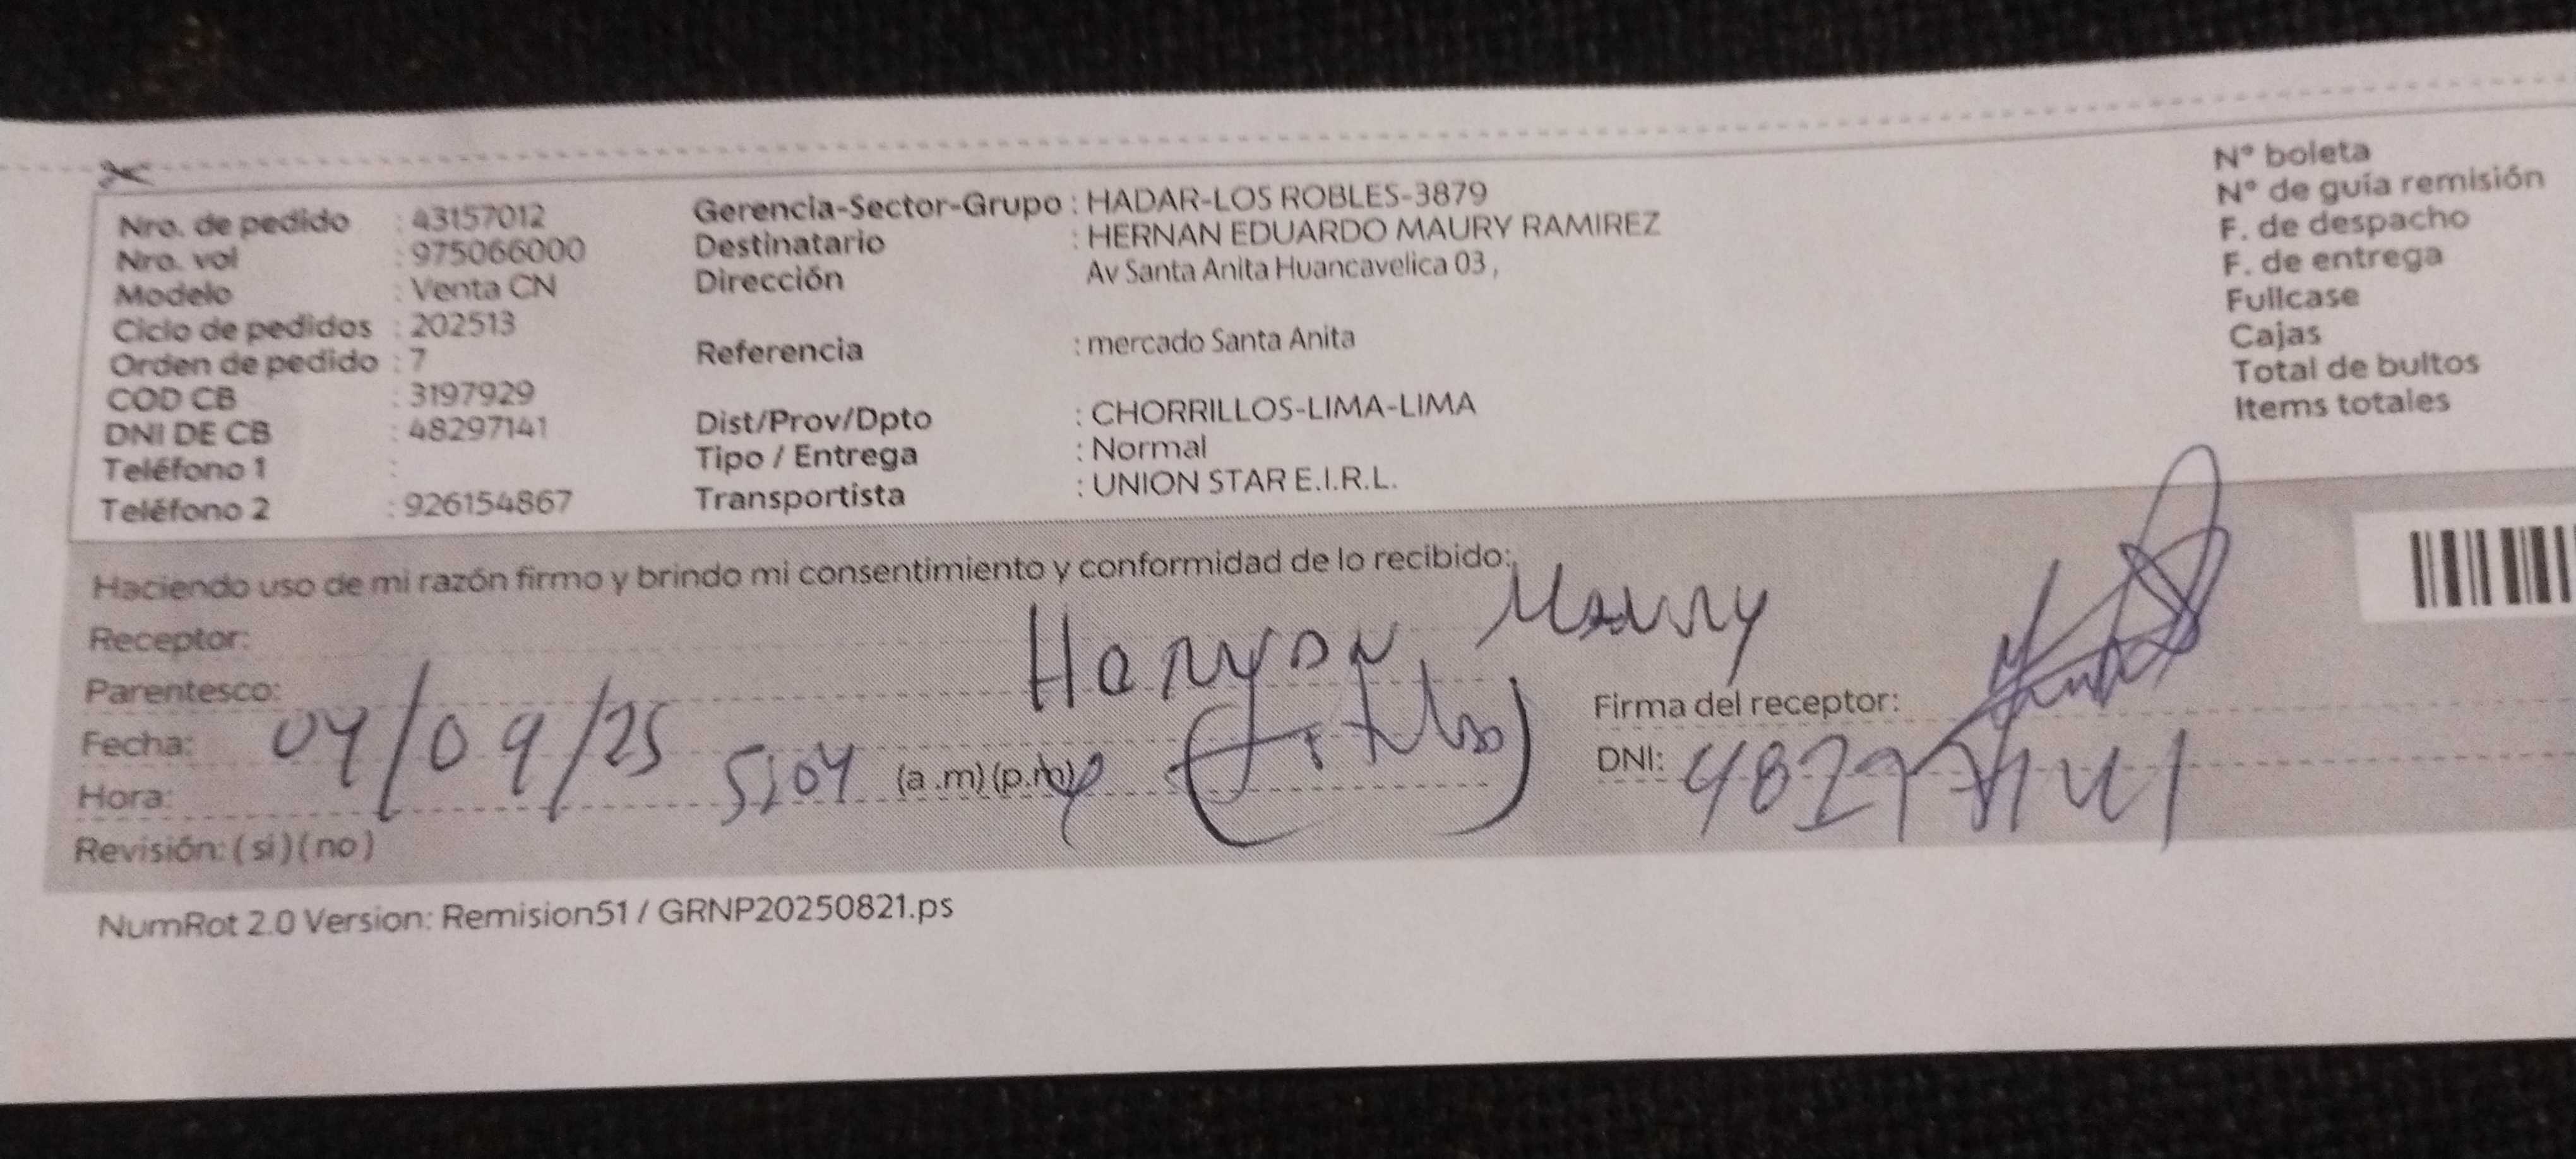 Nro. de pedido : 43157012
Nro. vol : 975066000
Modelo : Venta CN
Ciclo de pedidos : 202513
Orden de pedido : 7
COD CB : 3197929
DNI DE CB : 48297141
Teléfono 1 :
Teléfono 2 : 926154867
Gerencia-Sector-Grupo : HADAR-LOS ROBLES-3879
Destinatario : HERNAN EDUARDO MAURY RAMIREZ
Dirección Av Santa Anita Huancavelica 03 ,
Referencia : mercado Santa Anita
Dist/Prov/Dpto : CHORRILLOS-LIMA-LIMA
Tipo / Entrega : Normal
Transportista : UNION STAR E.I.R.L.
N° boleta
N° de guía remisión
F. de despacho
F. de entrega
Fullcase
Cajas
Total de bultos
Items totales
Haciendo uso de mi razón firmo y brindo mi consentimiento y conformidad de lo recibido:
Receptor: Maury
Parentesco:
Fecha: 04/09/25
Hora: 5:04 (a.m)(p.m)
Revisión: (si)(no)
Firma del receptor:
DNI: 48297141
NumRot 2.0 Version: Remision51 / GRNP20250821.ps